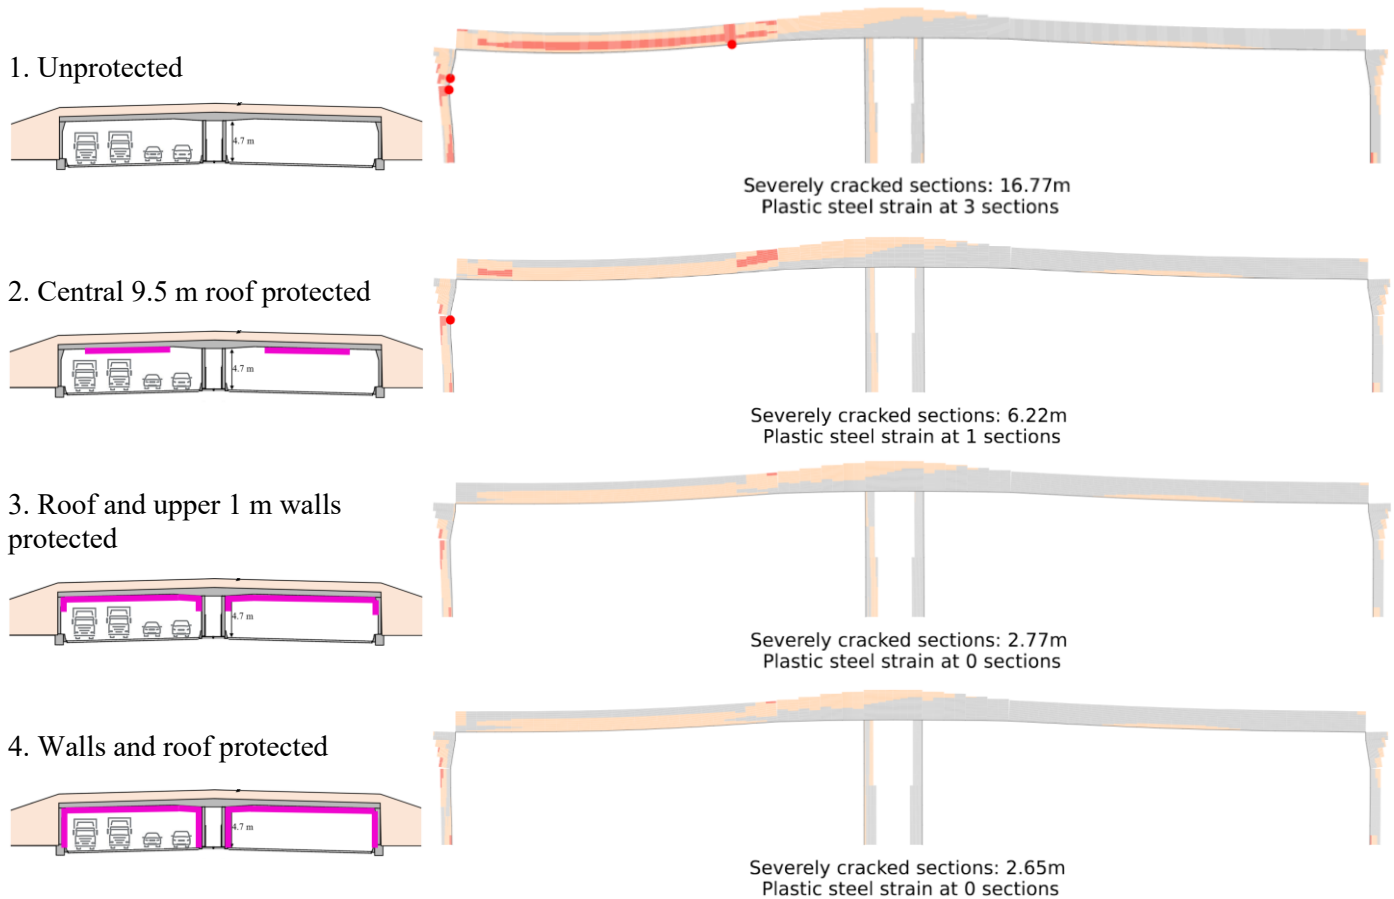 1. Unprotected
4.7 m
Severely cracked sections: 16.77m
Plastic steel strain at 3 sections
2. Central 9.5 m roof protected
4.7 m
Severely cracked sections: 6.22m
Plastic steel strain at 1 sections
3. Roof and upper 1 m walls
protected
4.7 m
Severely cracked sections: 2.77m
Plastic steel strain at 0 sections
4. Walls and roof protected
4.7 m
Severely cracked sections: 2.65m
Plastic steel strain at 0 sections